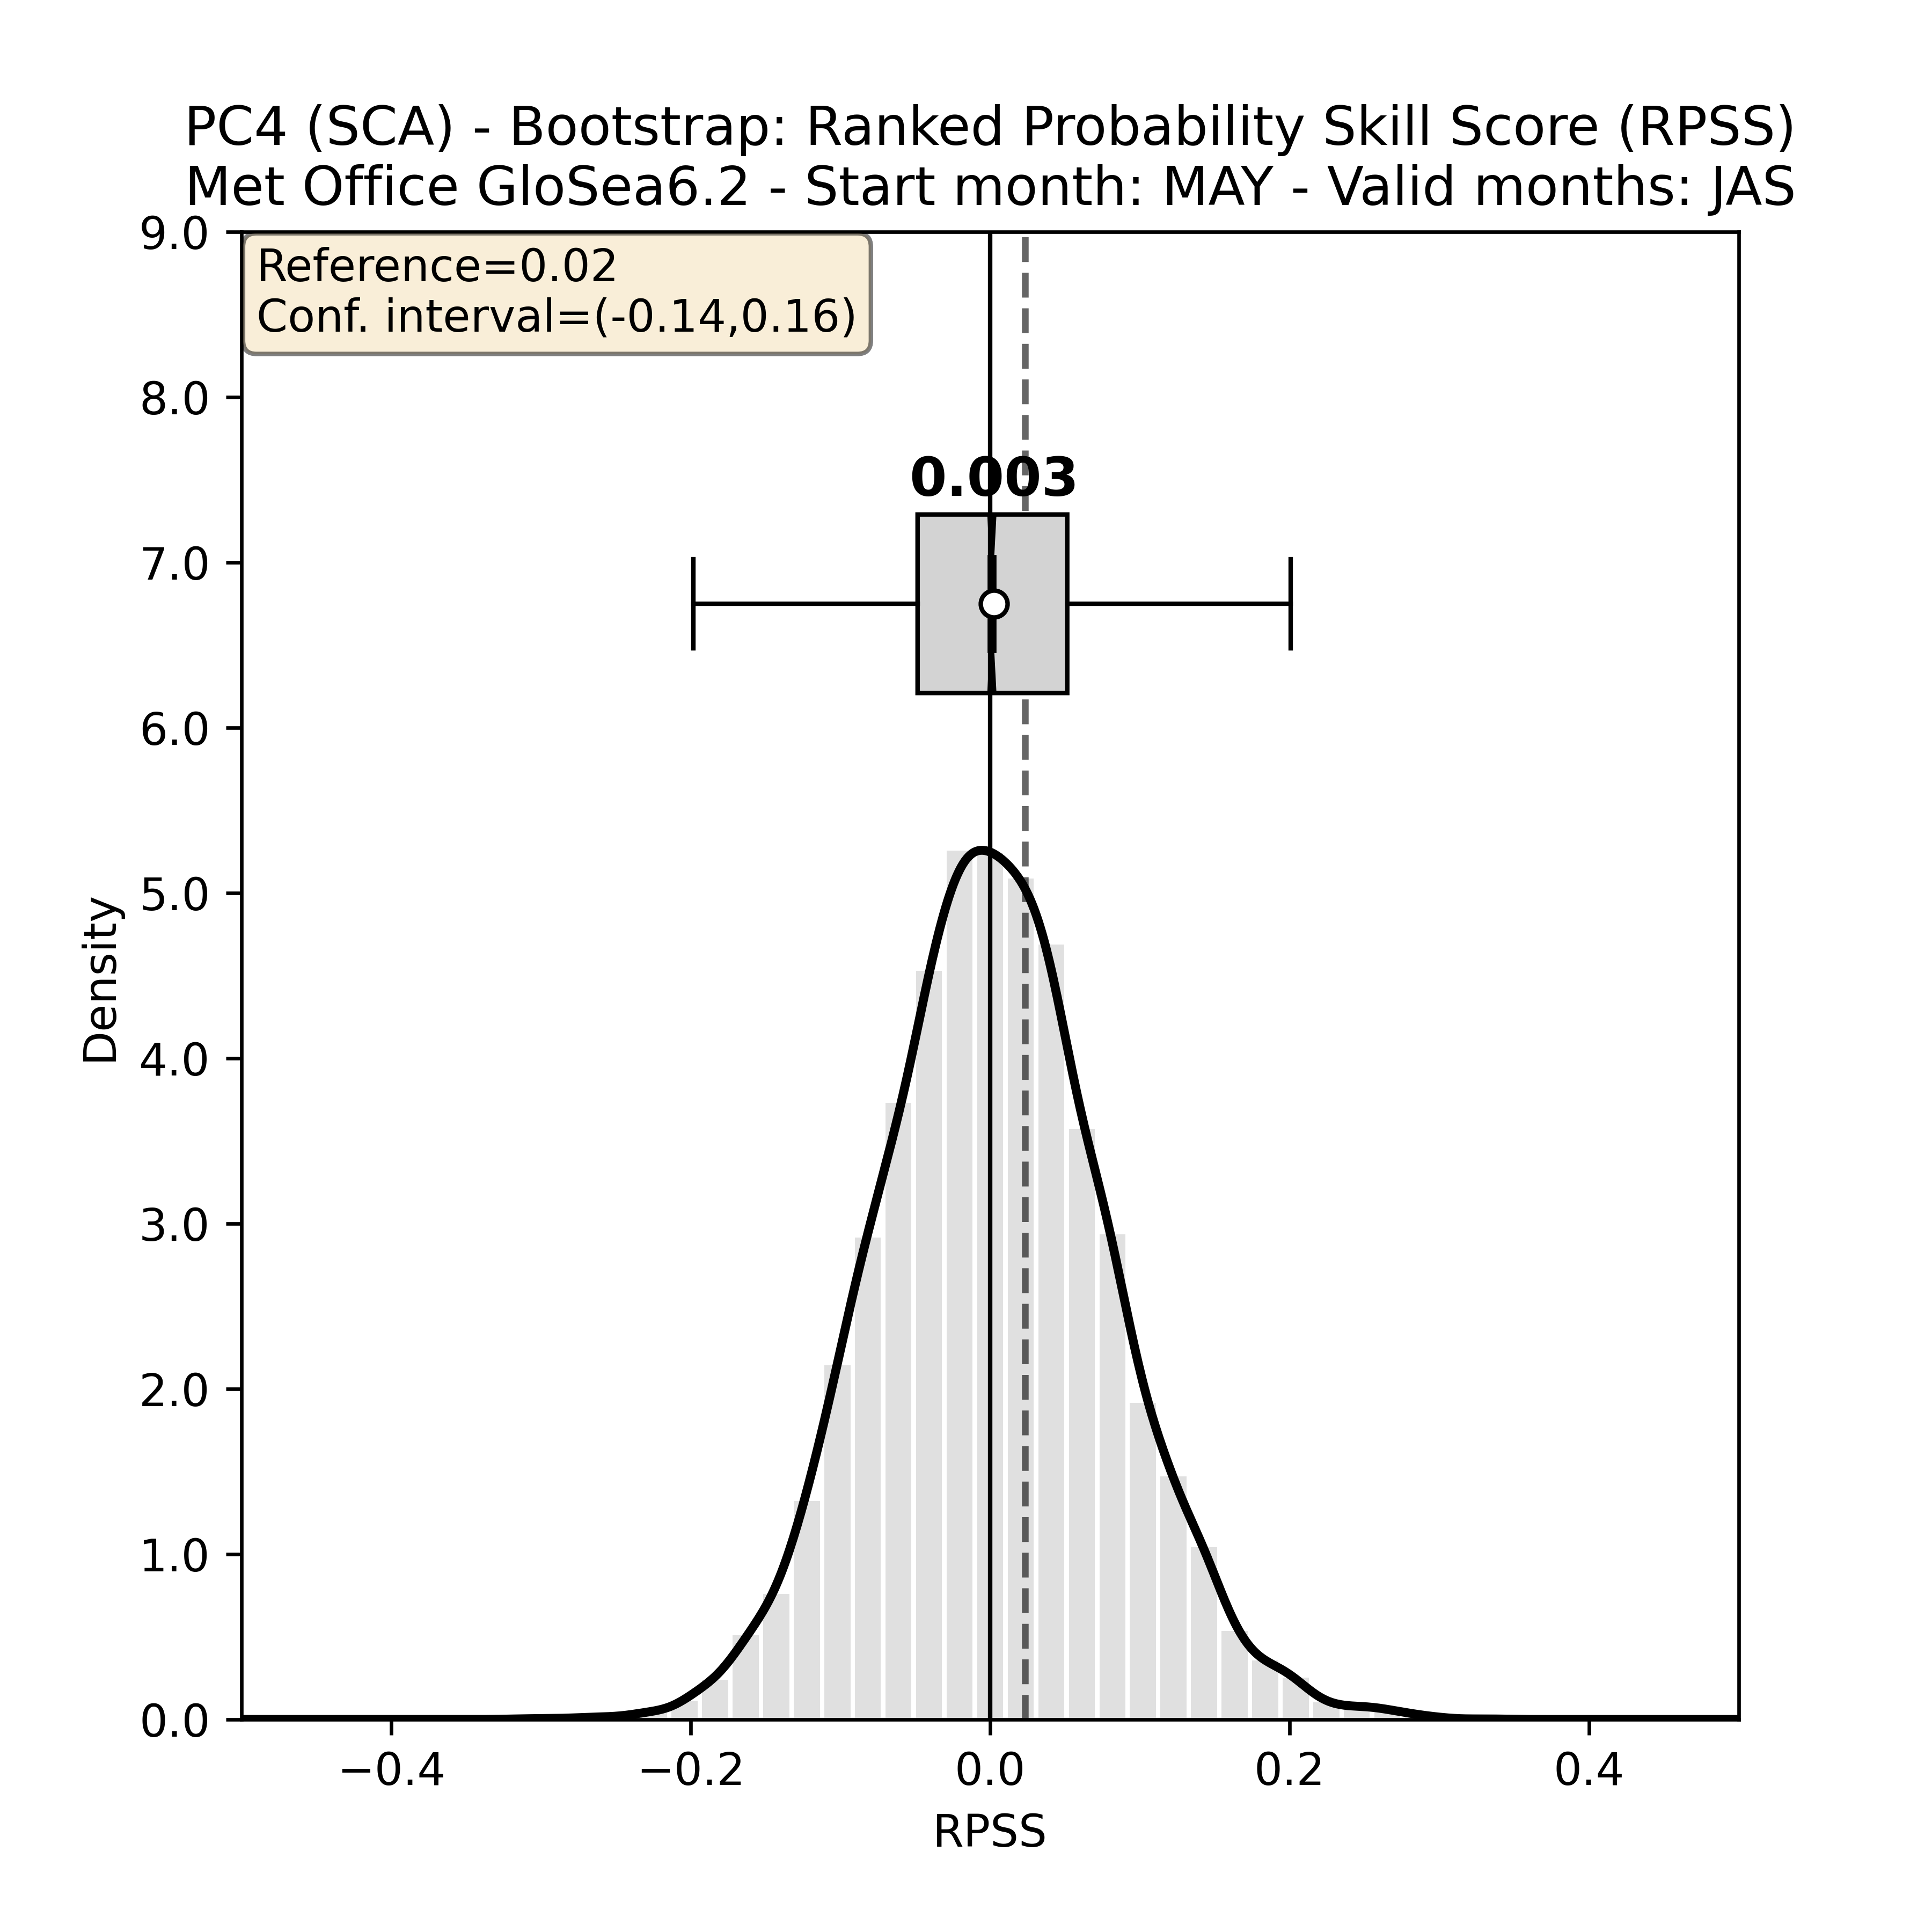 PC4 (SCA) - Bootstrap: Ranked Probability Skill Score (RPSS)
Met Office GloSea6.2 - Start month: MAY - Valid months: JAS
Reference=0.02
Conf. interval=(-0.14,0.16)
0.003
9.0
8.0
7.0
6.0
5.0
4.0
3.0
2.0
1.0
0.0
Density
−0.4
−0.2
0.0
0.2
0.4
RPSS